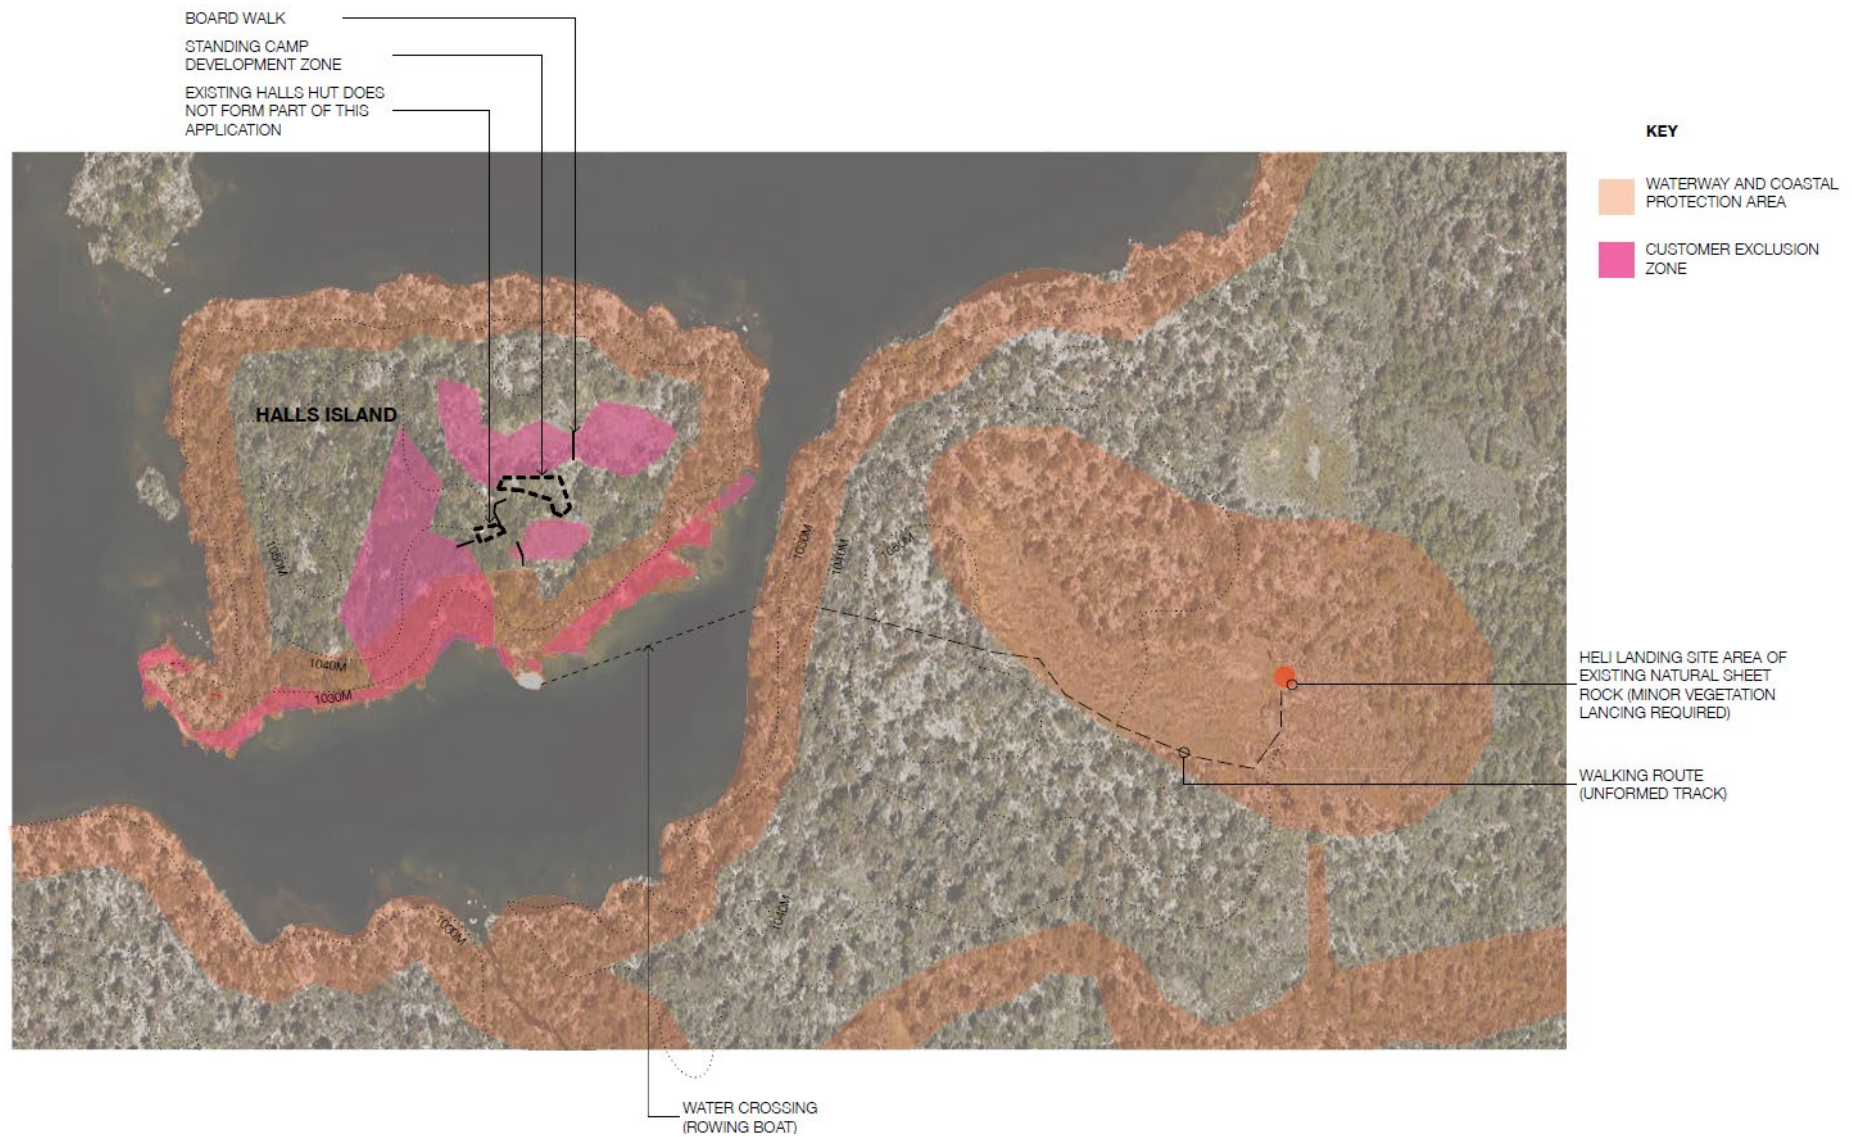 BOARD WALK
STANDING CAMP
DEVELOPMENT ZONE
EXISTING HALLS HUT DOES
NOT FORM PART OF THIS
APPLICATION
KEY
WATERWAY AND COASTAL
PROTECTION AREA
CUSTOMER EXCLUSION
ZONE
HALLS ISLAND
1050M
1030M
1040M
1050M
1040M
1030M
HELI LANDING SITE AREA OF
EXISTING NATURAL SHEET
ROCK (MINOR VEGETATION
LANCING REQUIRED)
WALKING ROUTE
(UNFORMED TRACK)
1030M
1040M
WATER CROSSING
(ROWING BOAT)